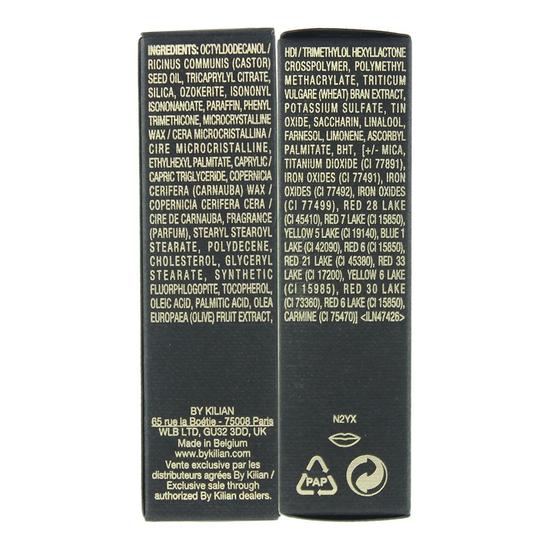 INGREDIENTS: OCTYLDODECANOL /
RICINUS COMMUNIS (CASTOR)
SEED OIL, TRICAPRYLYL CITRATE,
SILICA, OZOKERITE, ISONONYL
ISONONANOATE, PARAFFIN, PHENYL
TRIMETHICONE, MICROCRYSTALLINE
WAX / CERA MICROCRISTALLINA /
CIRE MICROCRISTALLINE,
ETHYLHEXYL PALMITATE, CAPRYLIC /
CAPRIC TRIGLYCERIDE, COPERNICIA
CERIFERA (CARNAUBA) WAX /
COPERNICIA CERIFERA CERA /
CIRE DE CARNAUBA, FRAGRANCE
(PARFUM), STEARYL STEAROYL
STEARATE, POLYDECENE,
CHOLESTEROL, GLYCERYL
STEARATE, SYNTHETIC
FLUORPHLOGOPITE, TOCOPHEROL,
OLEIC ACID, PALMITIC ACID, OLEA
EUROPAEA (OLIVE) FRUIT EXTRACT,
BY KILIAN
65 rue la Boétie - 75008 Paris
WLB LTD, GU32 3DD, UK
Made in Belgium
www.bykilian.com
Vente exclusive par les
distributeurs agrées By Kilian /
Exclusive sale through
authorized By Kilian dealers.
HDI / TRIMETHYLOL HEXYLLACTONE
CROSSPOLYMER, POLYMETHYL
METHACRYLATE, TRITICUM
VULGARE (WHEAT) BRAN EXTRACT,
POTASSIUM SULFATE, TIN
OXIDE, SACCHARIN, LINALOOL,
FARNESOL, LIMONENE, ASCORBYL
PALMITATE, BHT, [+/- MICA,
TITANIUM DIOXIDE (CI 77891),
IRON OXIDES (CI 77491), IRON
OXIDES (CI 77492), IRON OXIDES
(CI 77499), RED 28 LAKE
(CI 45410), RED 7 LAKE (CI 15850),
YELLOW 5 LAKE (CI 19140), BLUE 1
LAKE (CI 42090), RED 6 (CI 15850),
RED 21 LAKE (CI 45380), RED 33
LAKE (CI 17200), YELLOW 6 LAKE
(CI 15985), RED 30 LAKE
(CI 73360), RED 6 LAKE (CI 15850),
CARMINE (CI 75470)] <ILN47426>
N2YX
PAP